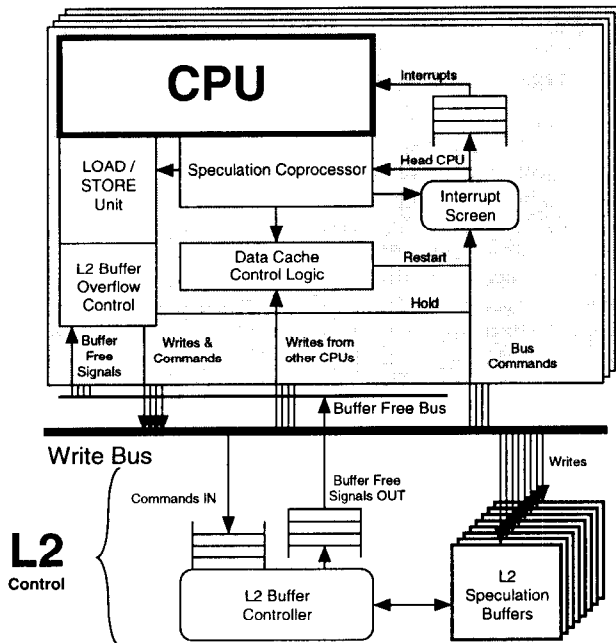 CPU
Interrupts
LOAD /
STORE
Unit
Speculation Coprocessor
Head CPU
Interrupt
Screen
Data Cache
Control Logic
Restart
L2 Buffer
Overflow
Control
Hold
Buffer
Free
Signals
Writes &
Commands
Writes from
other CPUs
Bus
Commands
Buffer Free Bus
Write Bus
Commands IN
Buffer Free
Signals OUT
Writes
L2
Control
L2 Buffer
Controller
L2
Speculation
Buffers